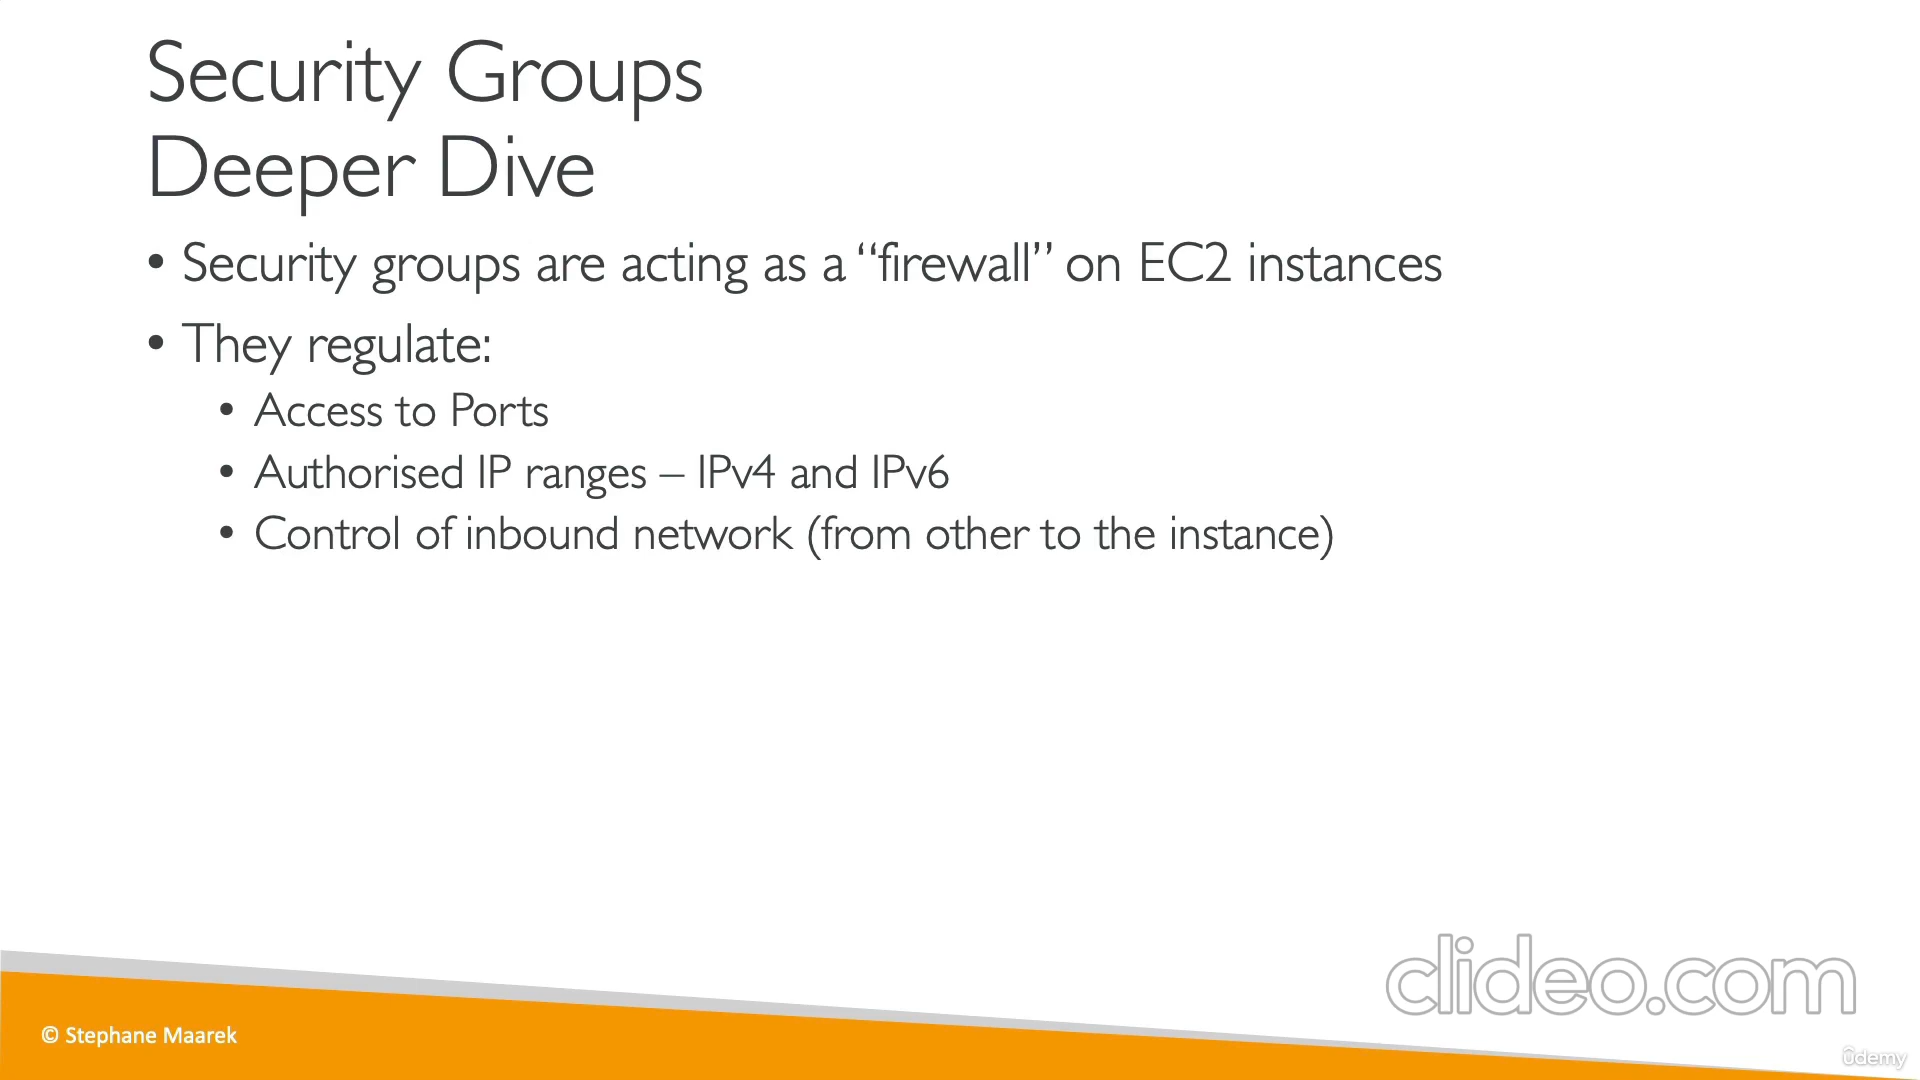 Security Groups
Deeper Dive
• Security groups are acting as a “firewall” on EC2 instances
• They regulate:
• Access to Ports
• Authorised IP ranges – IPv4 and IPv6
• Control of inbound network (from other to the instance)
clideo.com
© Stephane Maarek
ûdemy